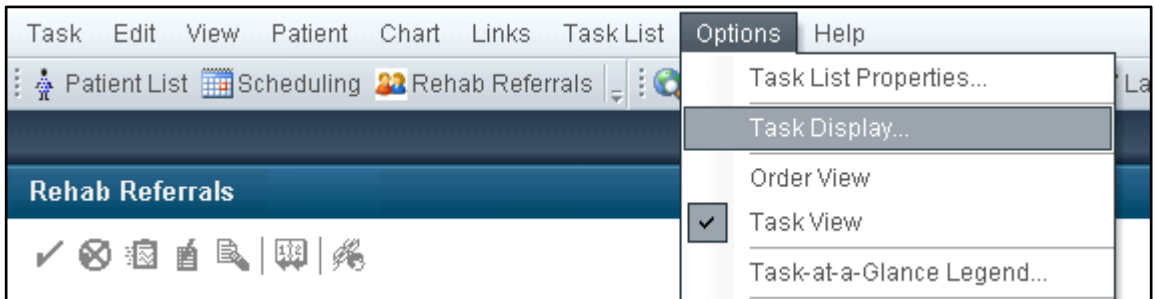 Task Edit View Patient Chart Links Task List Options Help
Patient List Scheduling Rehab Referrals La
Task List Properties...
Task Display...
Order View
Task View
Task-at-a-Glance Legend...
Rehab Referrals